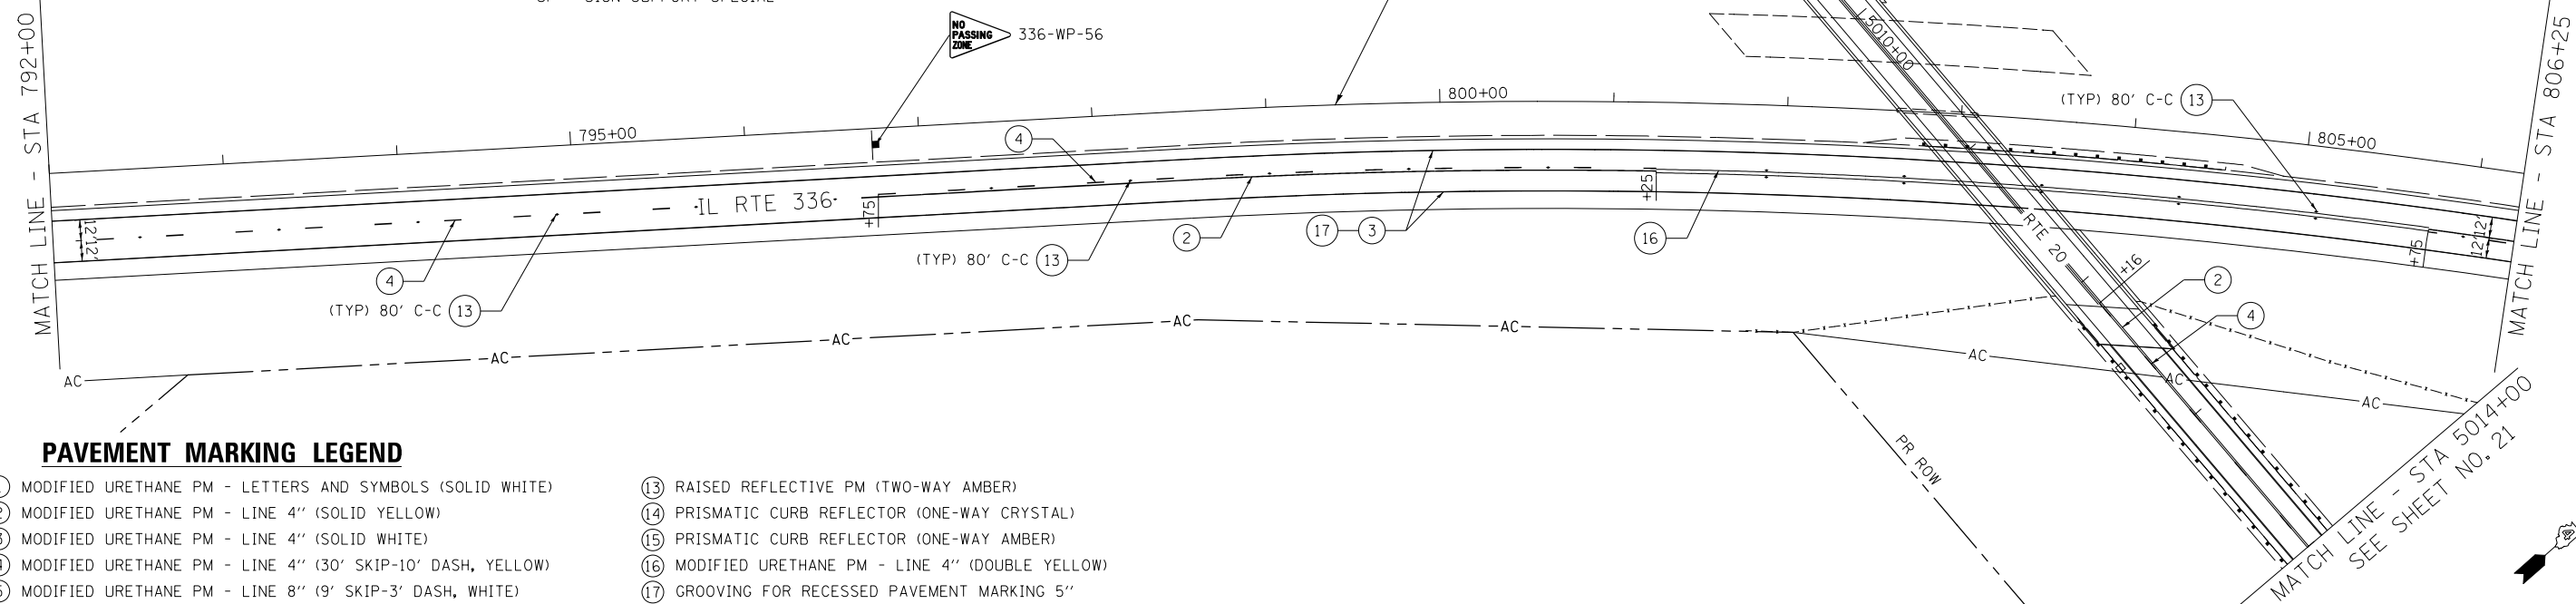 MATCH LINE - STA 792+00
NO
PASSING
ZONE
336-WP-56
5010+00
MATCH LINE - STA 806+25
800+00
(TYP) 80' C-C 13
795+00
4
805+00
IL RTE 336
+75
+25
12' 12'
2
17 3
16
(TYP) 80' C-C 13
RTE 20
+16
+75
12' 12'
4
2
(TYP) 80' C-C 13
4
AC
AC
AC
AC
AC
AC
AC
AC
PR ROW
MATCH LINE - STA 5014+00
SEE SHEET NO. 21
PAVEMENT MARKING LEGEND
MODIFIED URETHANE PM - LETTERS AND SYMBOLS (SOLID WHITE)
MODIFIED URETHANE PM - LINE 4" (SOLID YELLOW)
MODIFIED URETHANE PM - LINE 4" (SOLID WHITE)
MODIFIED URETHANE PM - LINE 4" (30' SKIP-10' DASH, YELLOW)
MODIFIED URETHANE PM - LINE 8" (9' SKIP-3' DASH, WHITE)
13 RAISED REFLECTIVE PM (TWO-WAY AMBER)
14 PRISMATIC CURB REFLECTOR (ONE-WAY CRYSTAL)
15 PRISMATIC CURB REFLECTOR (ONE-WAY AMBER)
16 MODIFIED URETHANE PM - LINE 4" (DOUBLE YELLOW)
17 GROOVING FOR RECESSED PAVEMENT MARKING 5"